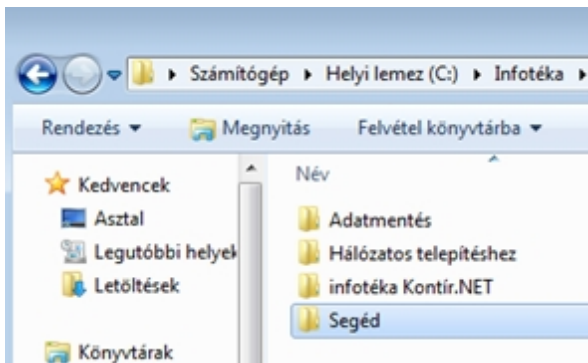 Számítógép Helyi lemez (C:) Infotéka
Rendezés Megnyitás Felvétel könyvtárba
Kedvencek
Asztal
Legutóbbi helyek
Letöltések
Könyvtárak
Név
Adatmentés
Hálózatos telepítéshez
infotéka Kontír.NET
Segéd